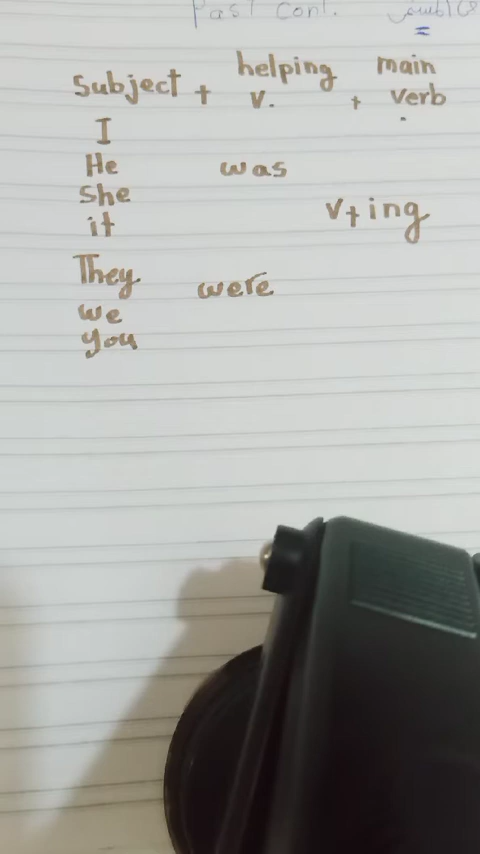 Past cont.
helping main
Subject + v. + verb
I
He was
She
it v+ing
They were
we
you